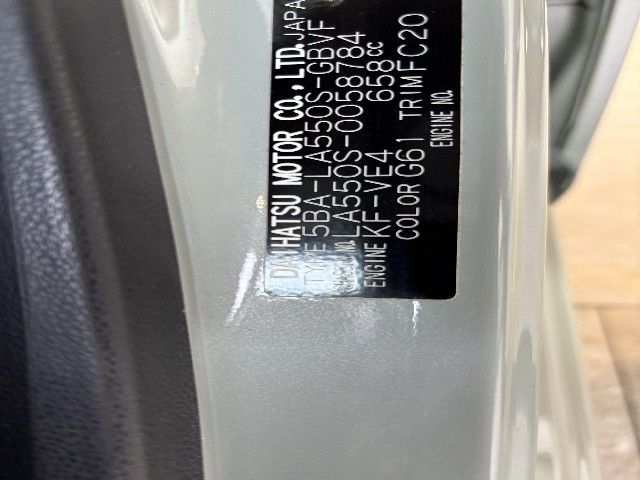 DAIHATSU MOTOR CO.,LTD.JAPAN
TYPE 5BA-LA550S-GBVF
NO. LA550S-0058784
ENGINE KF-VE4 658cc
COLOR G61 TRIM FC20
ENGINE NO.